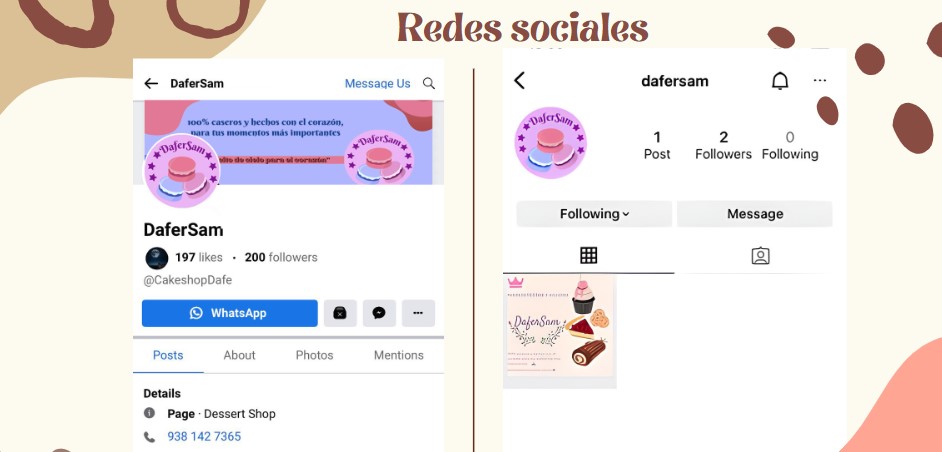 Redes sociales
DaferSam
Message Us
100% caseros y hechos con el corazón,
para tus momentos más importantes
DaferSam
DaferSam
DaferSam
197 likes · 200 followers
@CakeshopDafe
WhatsApp
Posts About Photos Mentions
Details
Page · Dessert Shop
938 142 7365
dafersam
DaferSam
1 2 0
Post Followers Following
Following Message
DaferSam